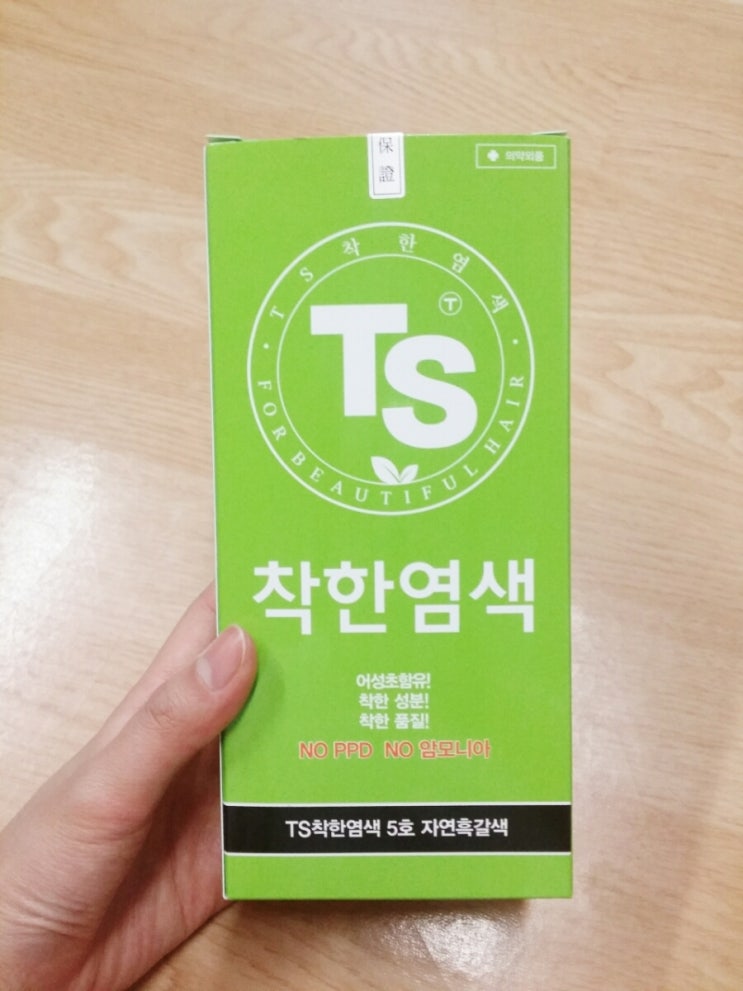 保
證
의약외품
TS착한염색
T
TS
FOR BEAUTIFUL HAIR
착한염색
어성초함유!
착한 성분!
착한 품질!
NO PPD NO 암모니아
TS착한염색 5호 자연흑갈색